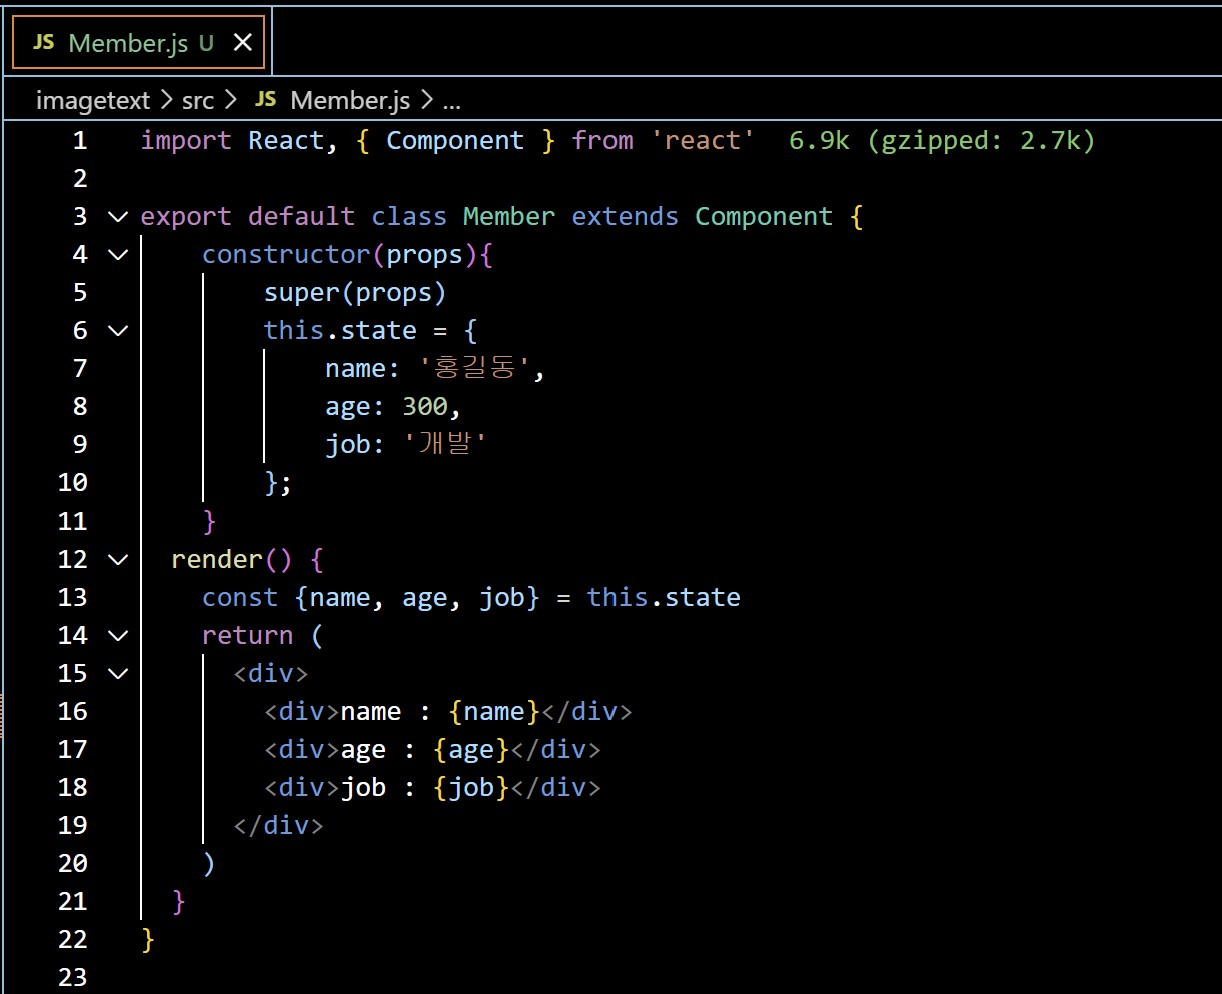 JS Member.js U ×
imagetext > src > JS Member.js > ...
1 import React, { Component } from 'react' 6.9k (gzipped: 2.7k)
2
3 export default class Member extends Component {
4     constructor(props){
5         super(props)
6         this.state = {
7             name: '홍길동',
8             age: 300,
9             job: '개발'
10         };
11     }
12   render() {
13     const {name, age, job} = this.state
14     return (
15       <div>
16         <div>name : {name}</div>
17         <div>age : {age}</div>
18         <div>job : {job}</div>
19       </div>
20     )
21   }
22 }
23